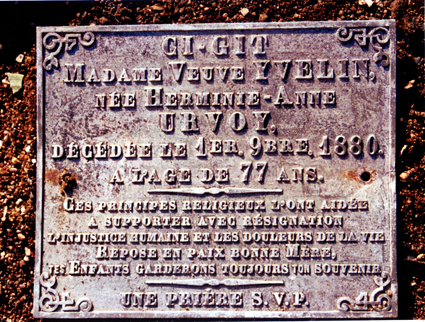 CI-GIT
MADAME VEUVE YVELIN,
NÉE HERMINIE-ANNE
URVOY,
DÉCÉDÉE LE 1ER, 9BRE, 1880.
A L'AGE DE 77 ANS.
CES PRINCIPES RELIGIEUX L'ONT AIDÉE
A SUPPORTER AVEC RÉSIGNATION
L'INJUSTICE HUMAINE ET LES DOULEURS DE LA VIE
REPOSE EN PAIX BONNE MÈRE,
TES ENFANTS GARDERONS TOUJOURS TON SOUVENIR.
UNE PRIÈRE S.V.P.